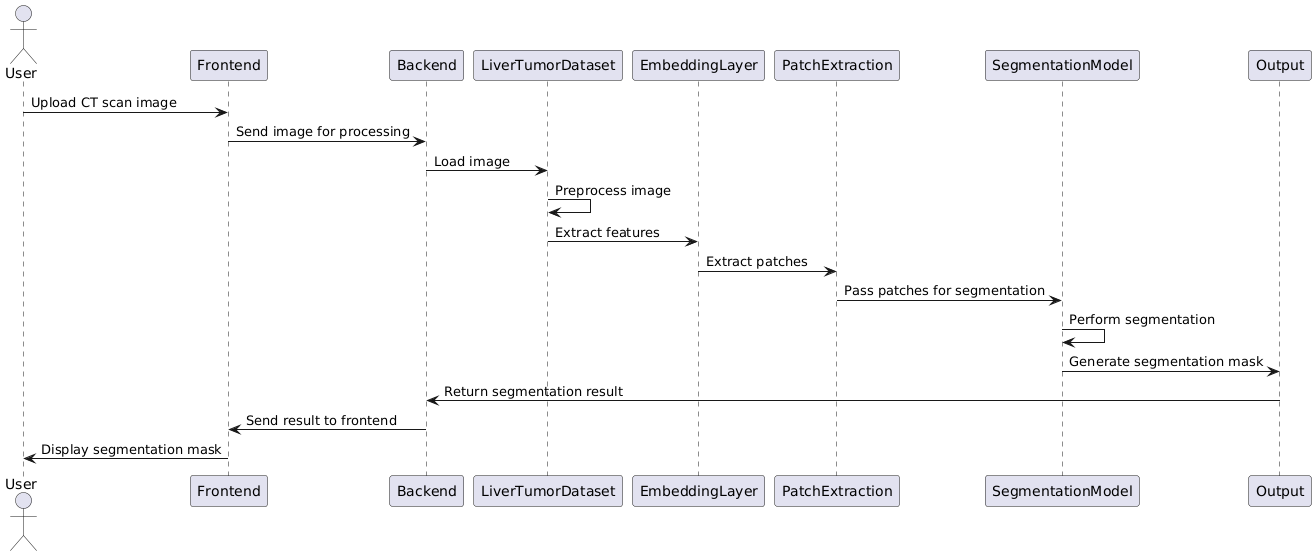 User
Frontend
Backend
LiverTumorDataset
EmbeddingLayer
PatchExtraction
SegmentationModel
Output
Upload CT scan image
Send image for processing
Load image
Preprocess image
Extract features
Extract patches
Pass patches for segmentation
Perform segmentation
Generate segmentation mask
Return segmentation result
Send result to frontend
Display segmentation mask
User
Frontend
Backend
LiverTumorDataset
EmbeddingLayer
PatchExtraction
SegmentationModel
Output